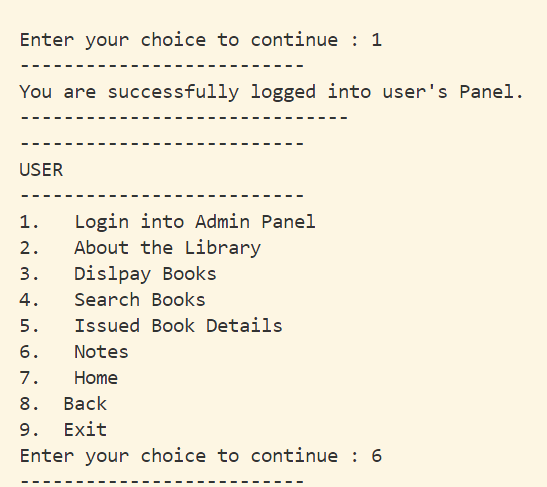 Enter your choice to continue : 1
--------------------------
You are successfully logged into user's Panel.
------------------------------
--------------------------
USER
--------------------------
1.   Login into Admin Panel
2.   About the Library
3.   Dislpay Books
4.   Search Books
5.   Issued Book Details
6.   Notes
7.   Home
8.  Back
9.  Exit
Enter your choice to continue : 6
--------------------------